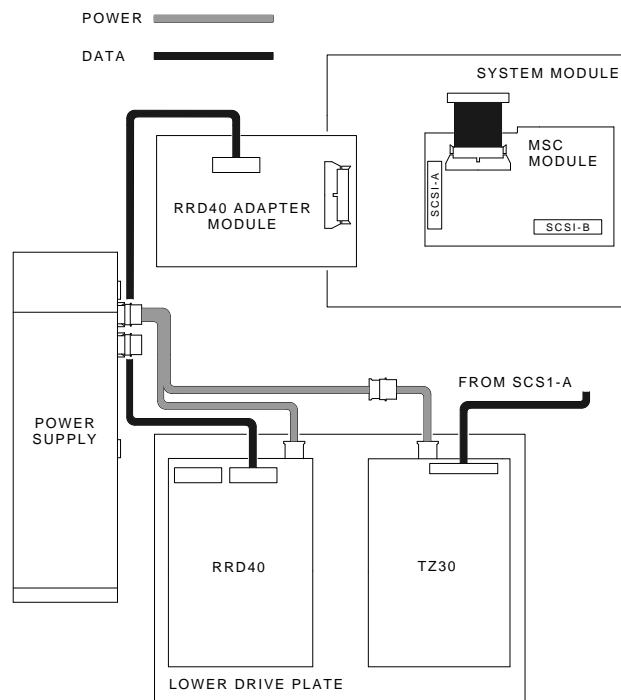 POWER
DATA
SYSTEM MODULE
MSC
MODULE
SCSI-A
SCSI-B
RRD40 ADAPTER
MODULE
FROM SCS1-A
POWER
SUPPLY
RRD40
TZ30
LOWER DRIVE PLATE